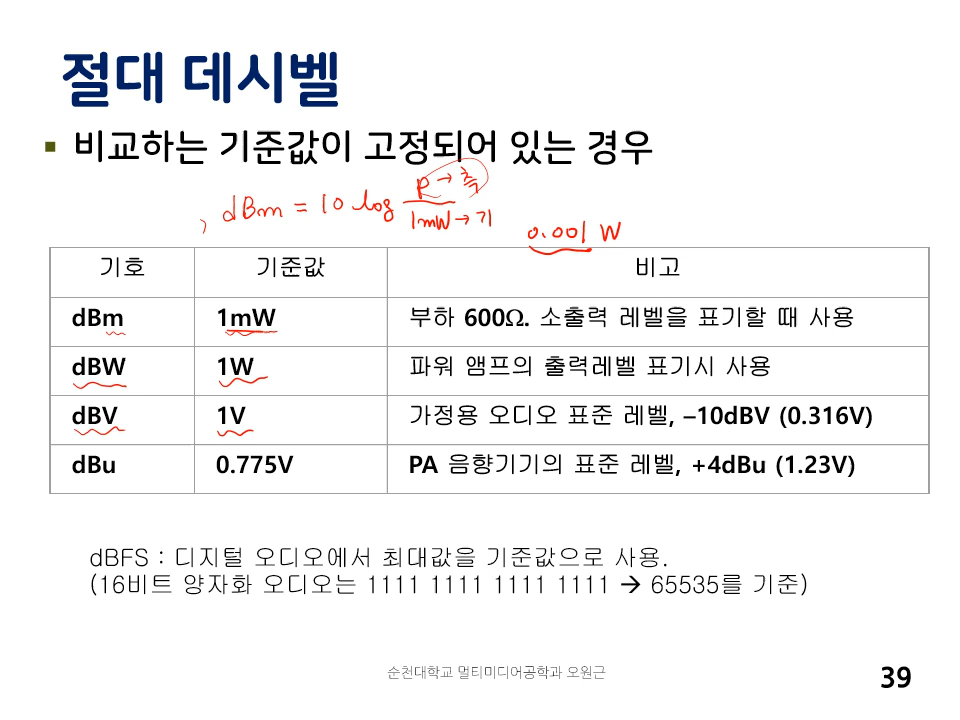 절대 데시벨
▪ 비교하는 기준값이 고정되어 있는 경우
, dBm = 10 log P → 측 / 1mW → 기
0.001 W
기호 기준값 비고
dBm 1mW 부하 600Ω. 소출력 레벨을 표기할 때 사용
dBW 1W 파워 앰프의 출력레벨 표기시 사용
dBV 1V 가정용 오디오 표준 레벨, –10dBV (0.316V)
dBu 0.775V PA 음향기기의 표준 레벨, +4dBu (1.23V)
dBFS : 디지털 오디오에서 최대값을 기준값으로 사용.
(16비트 양자화 오디오는 1111 1111 1111 1111 → 65535를 기준)
순천대학교 멀티미디어공학과 오원근
39